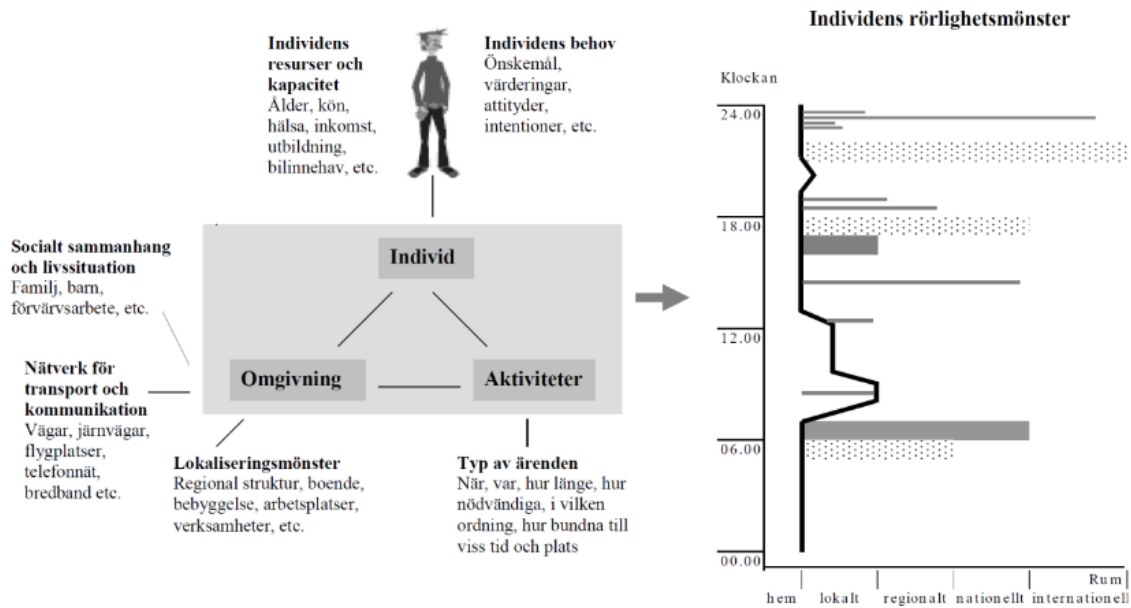 Individens
resurser och
kapacitet
Ålder, kön,
hälsa, inkomst,
utbildning,
bilinnehav, etc.
Individens behov
Önskemål,
värderingar,
attityder,
intentioner, etc.
Individ
Omgivning
Aktiviteter
Socialt sammanhang
och livssituation
Familj, barn,
förvärvsarbete, etc.
Nätverk för
transport och
kommunikation
Vägar, järnvägar,
flygplatser,
telefonnät,
bredband etc.
Lokaliseringsmönster
Regional struktur, boende,
bebyggelse, arbetsplatser,
verksamheter, etc.
Typ av ärenden
När, var, hur länge, hur
nödvändiga, i vilken
ordning, hur bundna till
viss tid och plats
Individens rörlighetsmönster
Klockan
24.00
18.00
12.00
06.00
00.00
Rum
hem lokalt regionalt nationellt internationell